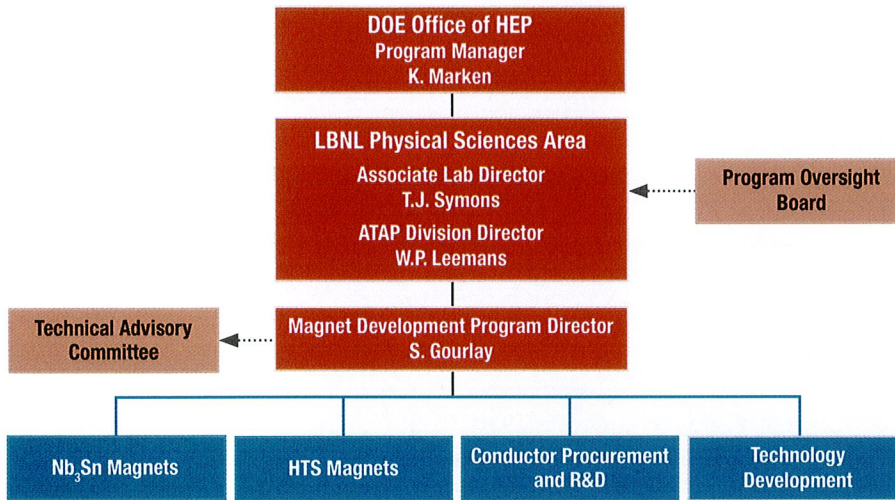 DOE Office of HEP
Program Manager
K. Marken
LBNL Physical Sciences Area
Associate Lab Director
T.J. Symons
ATAP Division Director
W.P. Leemans
Program Oversight
Board
Technical Advisory
Committee
Magnet Development Program Director
S. Gourlay
Nb₃Sn Magnets
HTS Magnets
Conductor Procurement
and R&D
Technology
Development